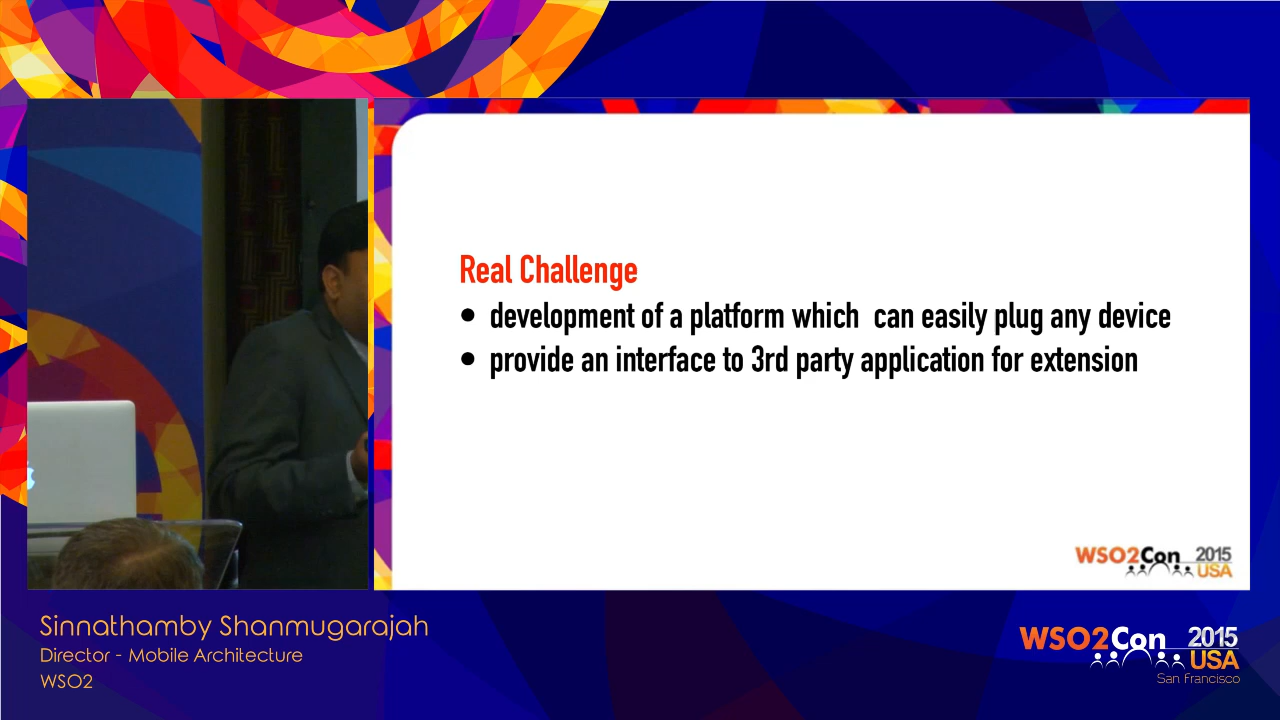 Real Challenge
• development of a platform which can easily plug any device
• provide an interface to 3rd party application for extension
WSO2Con 2015
USA
Sinnathamby Shanmugarajah
Director - Mobile Architecture
WSO2
WSO2Con 2015
USA
San Francisco